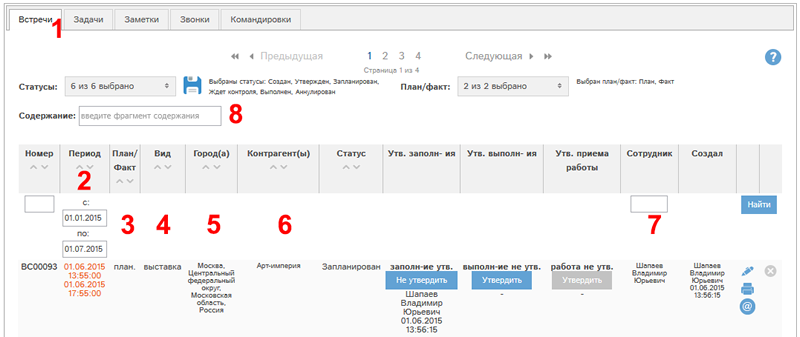 Встречи Задачи Заметки Звонки Командировки
1
Предыдущая 1 2 3 4 Следующая
Страница 1 из 4
?
Статусы: 6 из 6 выбрано Выбраны статусы: Создан, Утвержден, Запланирован,
Ждет контроля, Выполнен, Аннулирован
План/факт: 2 из 2 выбрано Выбран план/факт: План, Факт
Содержание: введите фрагмент содержания 8
Номер Период План/ Вид Город(а) Контрагент(ы) Статус Утв. заполн- ия Утв. выполн- ия Утв. приема Сотрудник Создал
Факт работы
2
с:
01.01.2015
по:
01.07.2015
3 4 5 6 7
Найти
ВС00093 01.06.2015
13:55:00
01.06.2015
17:55:00
план. выставка
Москва,
Центральный
федеральный
округ,
Московская
область,
Россия
Арт-империя
Запланирован
заполн-ие утв.
Не утвердить
Шапаев
Владимир
Юрьевич
01.06.2015
13:56:15
выполн-ие не утв.
Утвердить
-
работа не утв.
Утвердить
-
Шапаев
Владимир
Юрьевич
Шапаев
Владимир
Юрьевич
01.06.2015
13:56:15
@